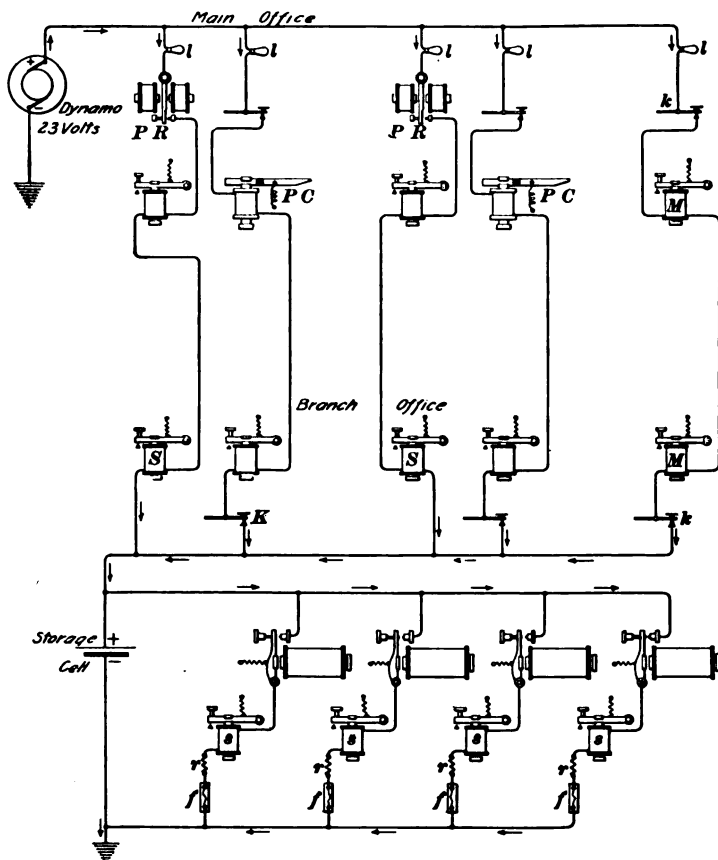 Main Office
l l l l l
+
-
Dynamo
23 Volts
k
P R P R
P C P C M
Branch Office
S S M
K k
Storage +
Cell -
s s s s
r r r r
f f f f